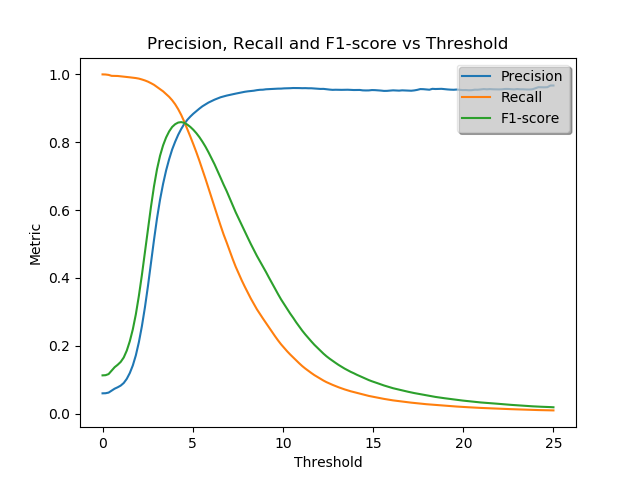 Precision, Recall and F1-score vs Threshold
Metric
1.0
0.8
0.6
0.4
0.2
0.0
Precision
Recall
F1-score
0 5 10 15 20 25
Threshold